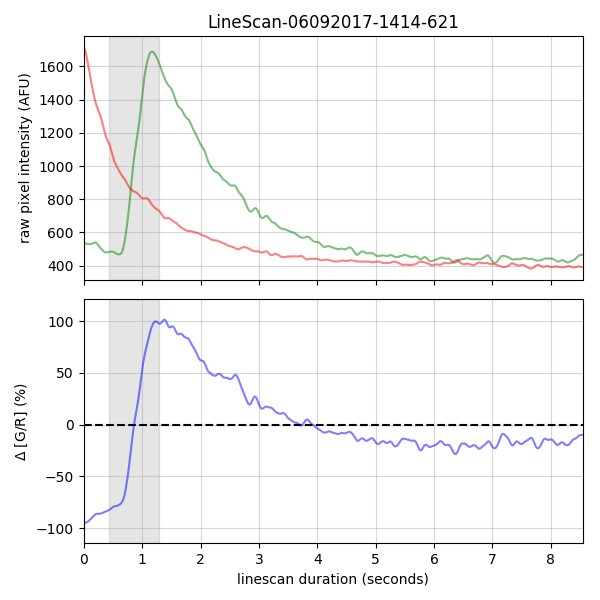 LineScan-06092017-1414-621
raw pixel intensity (AFU)
1600
1400
1200
1000
800
600
400
Δ [G/R] (%)
100
50
0
−50
−100
0 1 2 3 4 5 6 7 8
linescan duration (seconds)